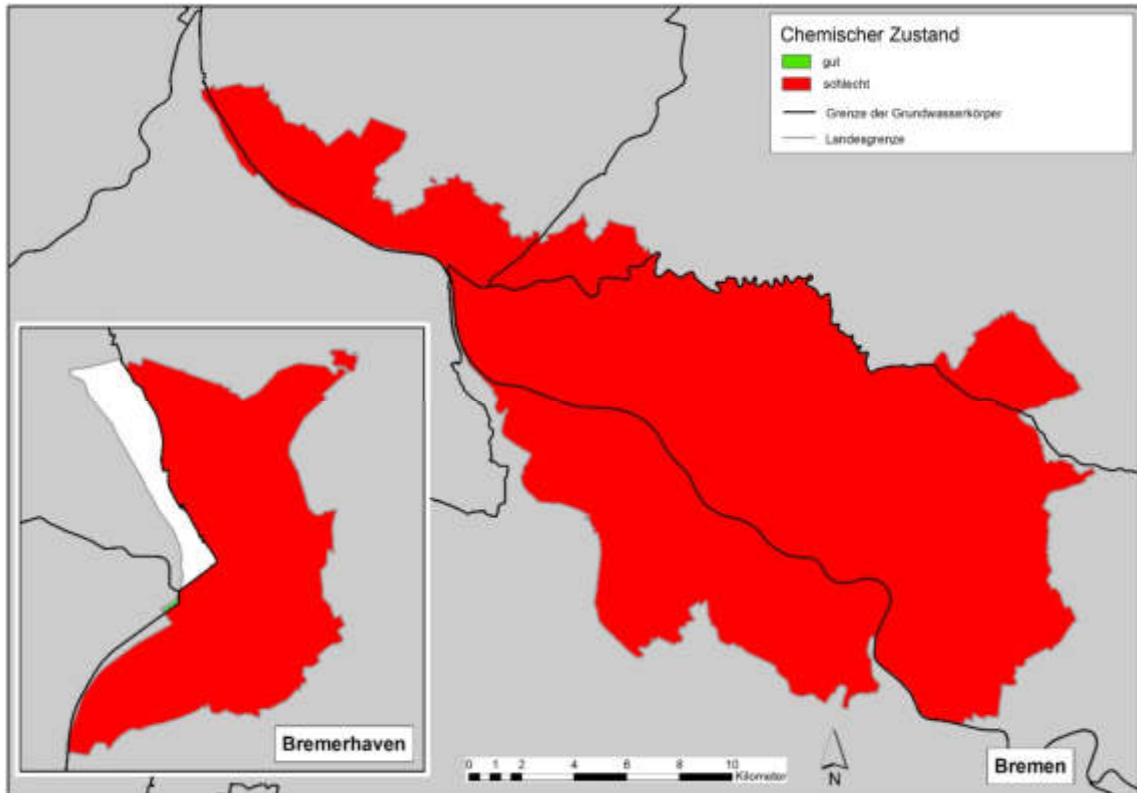 Chemischer Zustand
gut
schlecht
Grenze der Grundwasserkörper
Landesgrenze
Bremerhaven
0 1 2 4 6 8 10
Kilometer
N
Bremen